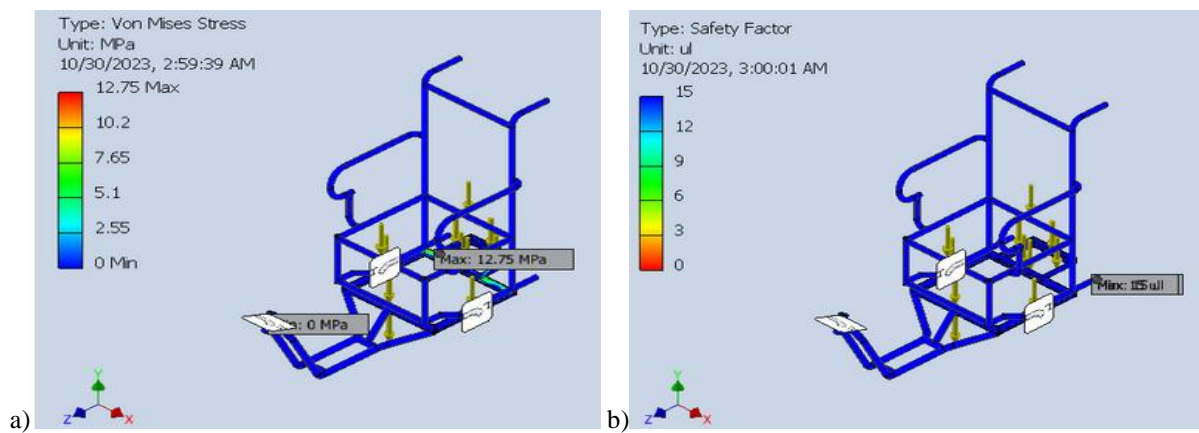 Type: Von Mises Stress
Unit: MPa
10/30/2023, 2:59:39 AM
12.75 Max
10.2
7.65
5.1
2.55
0 Min
Max: 12.75 MPa
0 MPa
Y
Z
X
a)
Type: Safety Factor
Unit: ul
10/30/2023, 3:00:01 AM
15
12
9
6
3
0
15 ul
Y
Z
X
b)